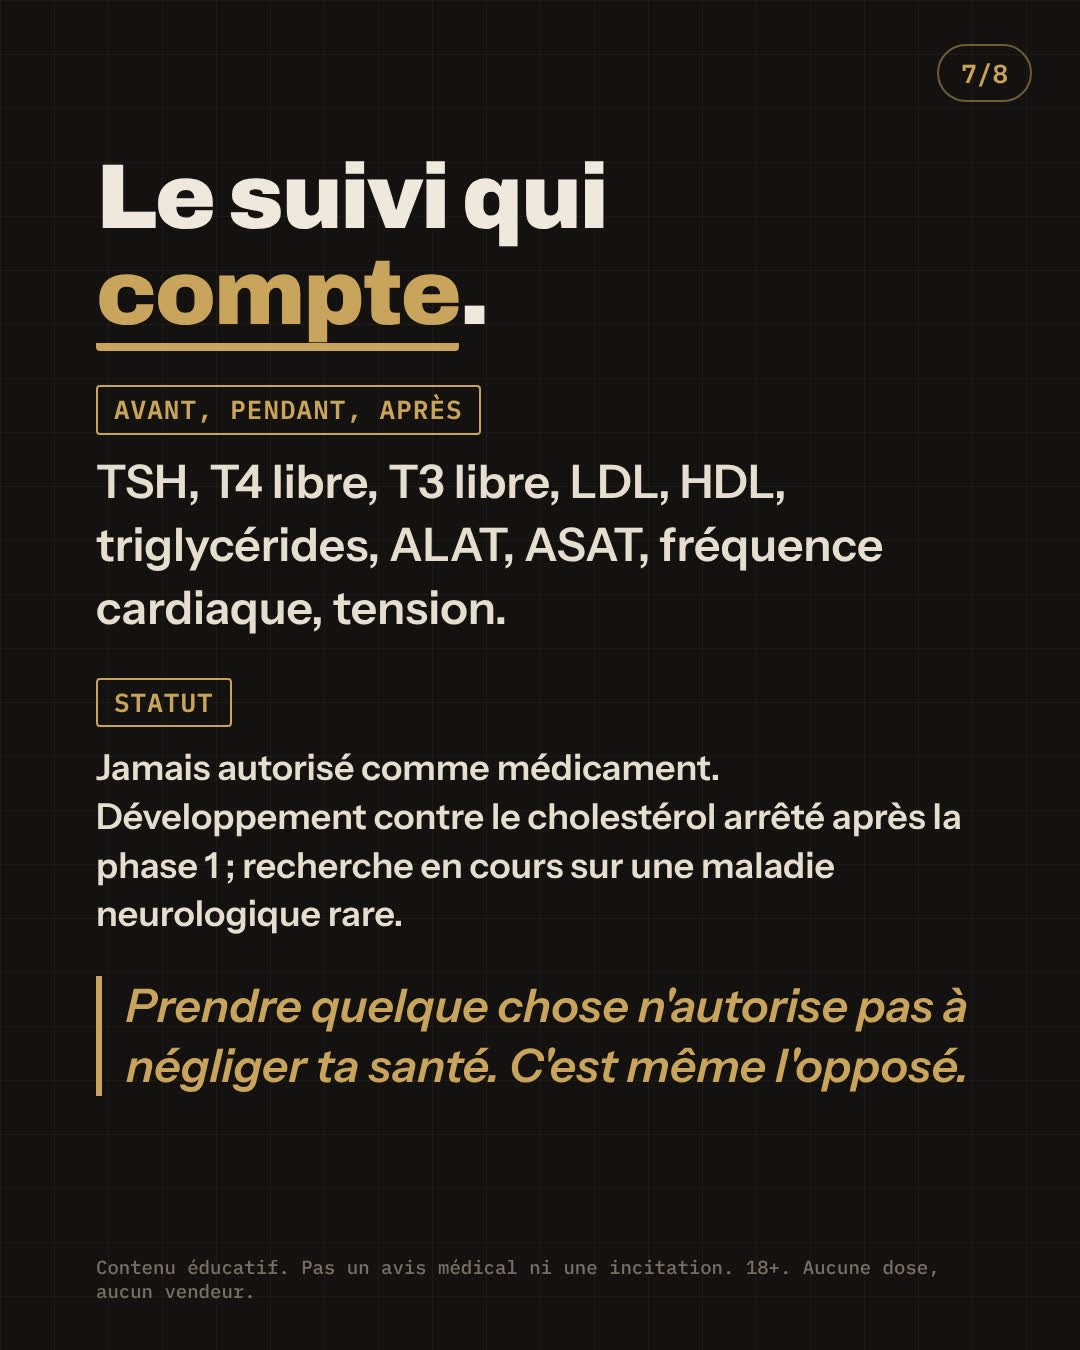 7/8
Le suivi qui
compte.
AVANT, PENDANT, APRÈS
TSH, T4 libre, T3 libre, LDL, HDL,
triglycérides, ALAT, ASAT, fréquence
cardiaque, tension.
STATUT
Jamais autorisé comme médicament.
Développement contre le cholestérol arrêté après la
phase 1 ; recherche en cours sur une maladie
neurologique rare.
Prendre quelque chose n'autorise pas à
négliger ta santé. C'est même l'opposé.
Contenu éducatif. Pas un avis médical ni une incitation. 18+. Aucune dose,
aucun vendeur.